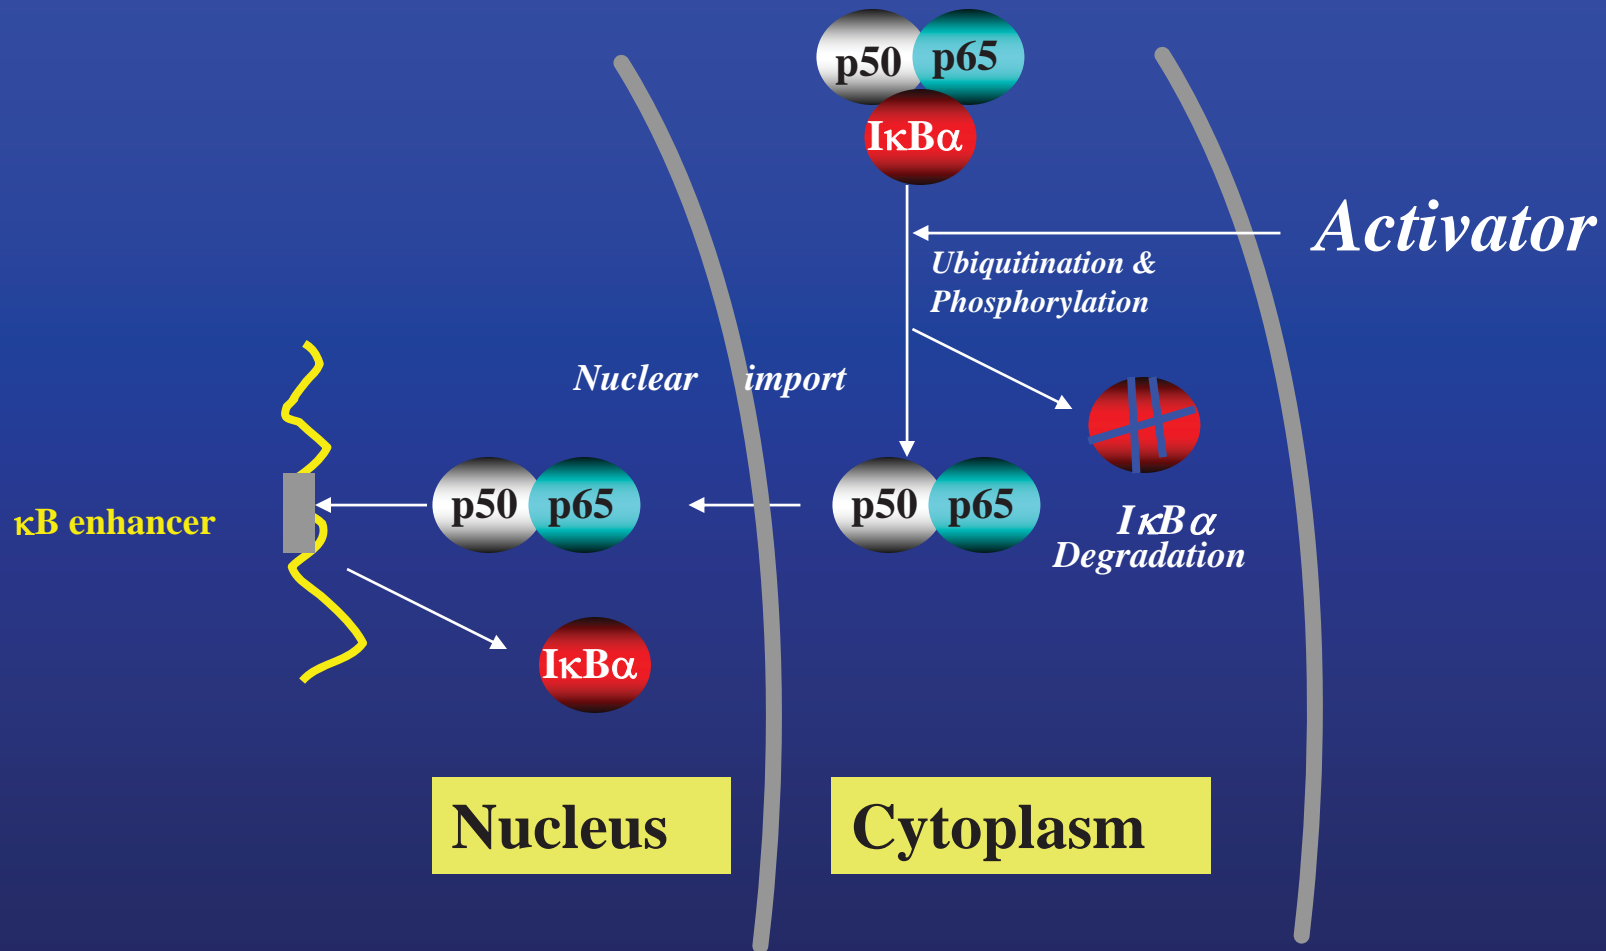 p50 p65
IκBα
Activator
Ubiquitination &
Phosphorylation
Nuclear import
κB enhancer
p50 p65
p50 p65
IκBα
Degradation
IκBα
Nucleus
Cytoplasm